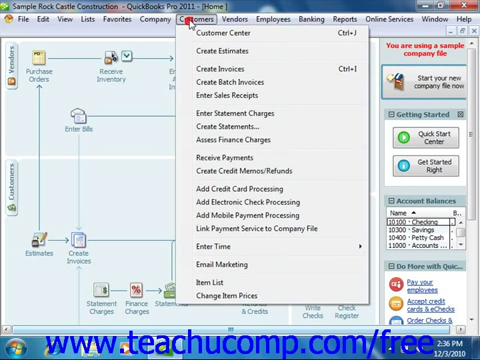 Sample Rock Castle Construction - QuickBooks Pro 2011 - [Home ]
File Edit View Lists Favorites Company Customers Vendors Employees Banking Reports Online Services Window Help
Customer Center Ctrl+J
Create Estimates
Create Invoices Ctrl+I
Create Batch Invoices
Enter Sales Receipts
Enter Statement Charges
Create Statements...
Assess Finance Charges
Receive Payments
Create Credit Memos/Refunds
Add Credit Card Processing
Add Electronic Check Processing
Add Mobile Payment Processing
Link Payment Service to Company File
Enter Time
Email Marketing
Item List
Change Item Prices
Vendors
Purchase Orders
Receive Inventory
Enter Bills
Customers
Estimates
Create Invoices
Statement Charges
Finance Charges
Statements
Write Checks
Check Register
You are using a sample company file
Start your new company file now
Getting Started
Quick Start Center
Get Started Right
Account Balances
Name Balance
10100 · Checking
10300 · Savings
10400 · Petty Cash
11000 · Accounts ...
Do More with QuickBooks
Pay your employees
Accept credit cards & eChecks
Order Checks &
www.teachucomp.com/free
2:36 PM
12/3/2010